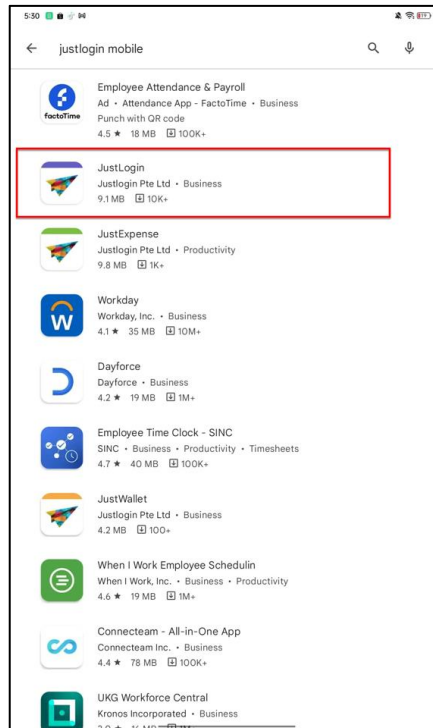 5:30
justlogin mobile
factoTime
Employee Attendance & Payroll
Ad • Attendance App - FactoTime • Business
Punch with QR code
4.5 ★ 18 MB 100K+
JustLogin
Justlogin Pte Ltd • Business
9.1 MB 10K+
JustExpense
Justlogin Pte Ltd • Productivity
9.8 MB 1K+
Workday
Workday, Inc. • Business
4.1 ★ 35 MB 10M+
Dayforce
Dayforce • Business
4.2 ★ 19 MB 1M+
Employee Time Clock - SINC
SINC • Business • Productivity • Timesheets
4.7 ★ 40 MB 100K+
JustWallet
Justlogin Pte Ltd • Business
4.2 MB 100+
When I Work Employee Schedulin
When I Work, Inc. • Business • Productivity
4.6 ★ 19 MB 1M+
Connecteam - All-in-One App
Connecteam Inc. • Business
4.4 ★ 78 MB 100K+
UKG Workforce Central
Kronos Incorporated • Business